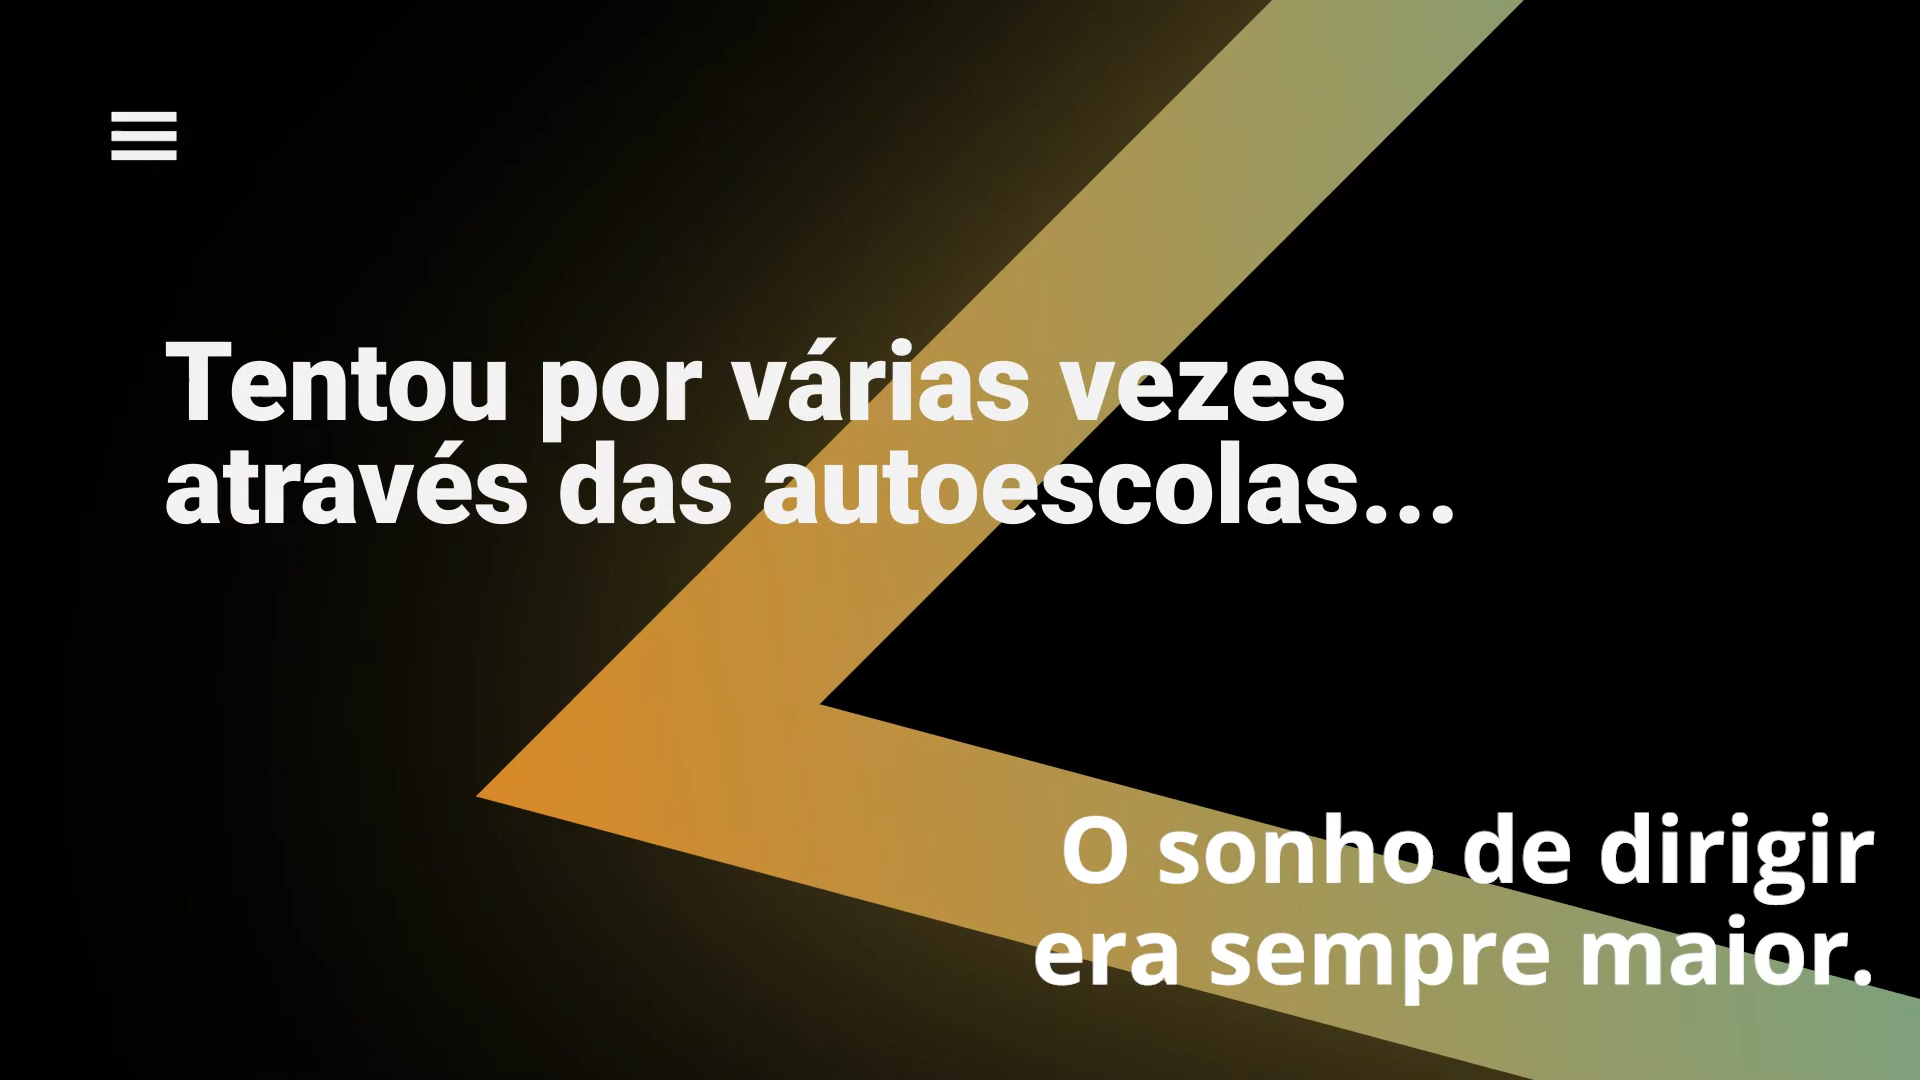 Tentou por várias vezes
através das autoescolas...
O sonho de dirigir
era sempre maior.